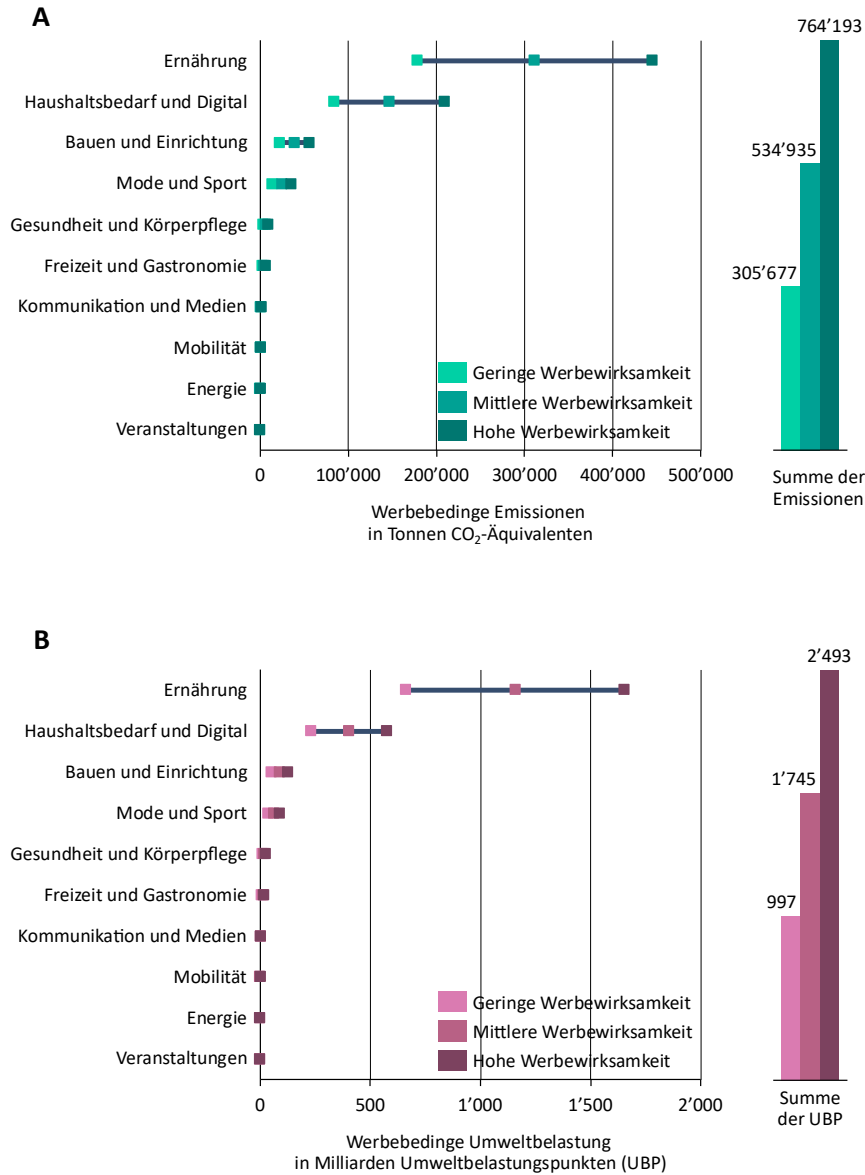 A
764’193
Ernährung
Haushaltsbedarf und Digital
Bauen und Einrichtung
534’935
Mode und Sport
Gesundheit und Körperpflege
Freizeit und Gastronomie
305’677
Kommunikation und Medien
Mobilität
Geringe Werbewirksamkeit
Energie
Mittlere Werbewirksamkeit
Veranstaltungen
Hohe Werbewirksamkeit
0 100’000 200’000 300’000 400’000 500’000
Summe der
Emissionen
Werbebedinge Emissionen
in Tonnen CO₂-Äquivalenten
B
2’493
Ernährung
Haushaltsbedarf und Digital
Bauen und Einrichtung
1’745
Mode und Sport
Gesundheit und Körperpflege
Freizeit und Gastronomie
997
Kommunikation und Medien
Mobilität
Geringe Werbewirksamkeit
Energie
Mittlere Werbewirksamkeit
Veranstaltungen
Hohe Werbewirksamkeit
0 500 1’000 1’500 2’000
Summe
der UBP
Werbebedinge Umweltbelastung
in Milliarden Umweltbelastungspunkten (UBP)